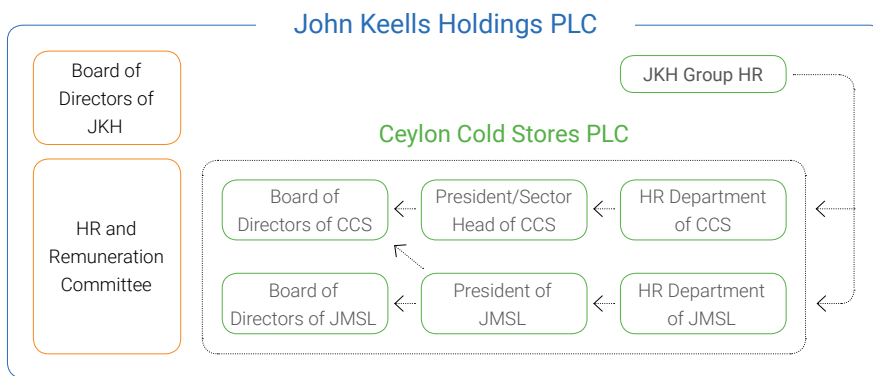 John Keells Holdings PLC
Board of
Directors of
JKH
JKH Group HR
Ceylon Cold Stores PLC
HR and
Remuneration
Committee
Board of
Directors of CCS
President/Sector
Head of CCS
HR Department
of CCS
Board of
Directors of JMSL
President of
JMSL
HR Department
of JMSL